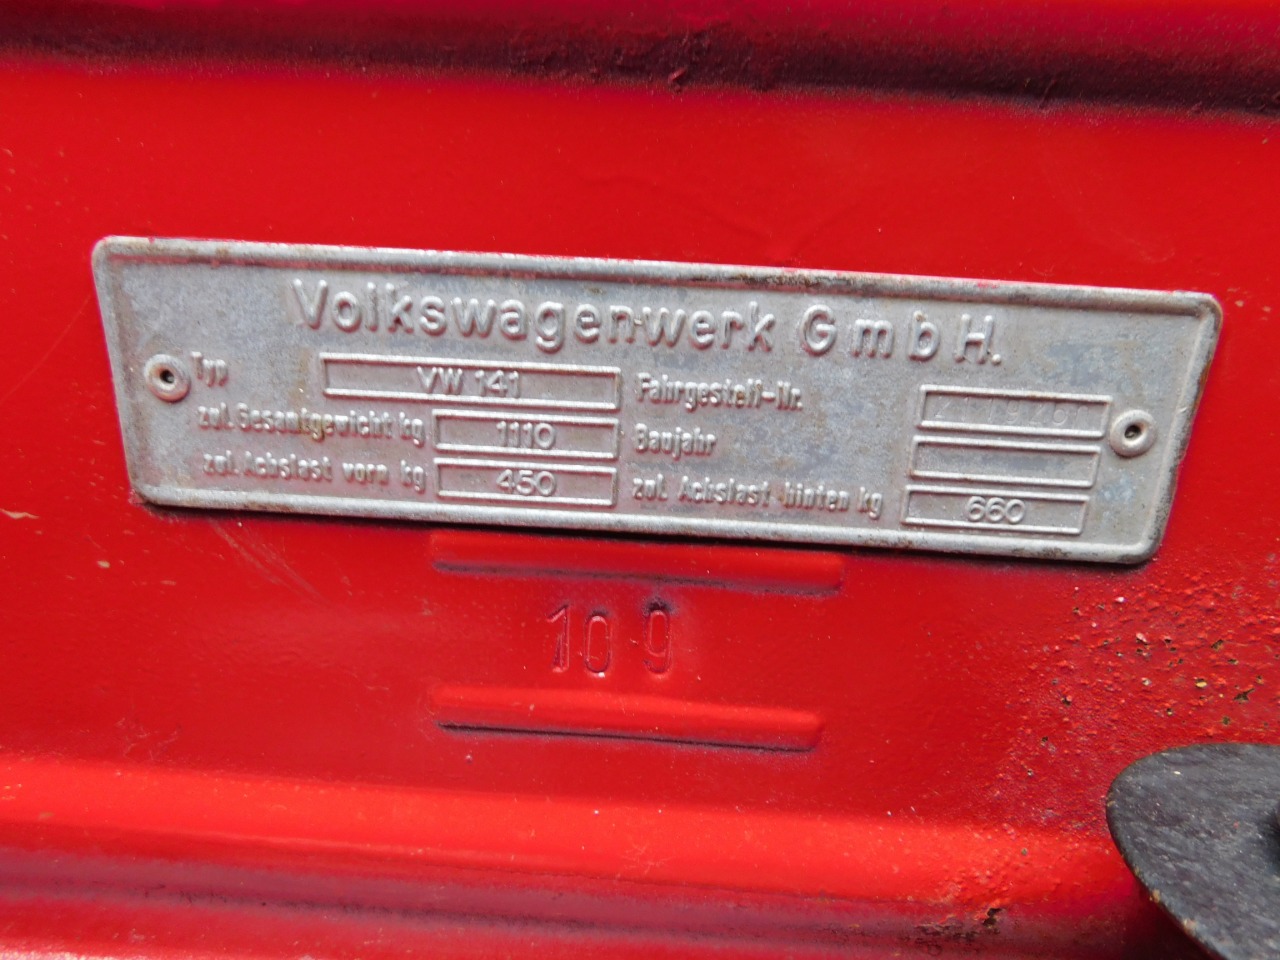 Volkswagenwerk GmbH.
Typ VW 141 Fahrgestell-Nr.
zul. Gesamtgewicht kg 1110 Baujahr
zul. Achslast vorn kg 450 zul. Achslast hinten kg 660
10 9